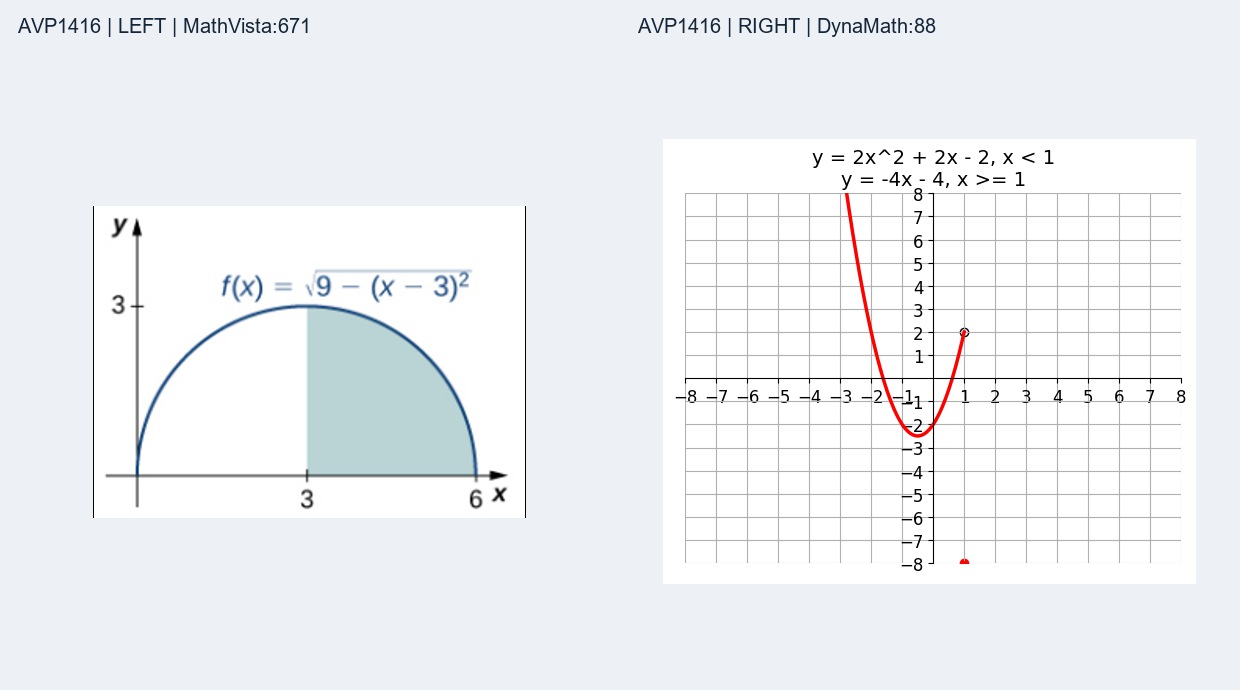 AVP1416 | LEFT | MathVista:671
AVP1416 | RIGHT | DynaMath:88
y
f(x) = √9 − (x − 3)²
3
3
6 x
y = 2x^2 + 2x - 2, x < 1
y = -4x - 4, x >= 1
8
7
6
5
4
3
2
1
−8 −7 −6 −5 −4 −3 −2 −1 1 2 3 4 5 6 7 8
−1
−2
−3
−4
−5
−6
−7
−8